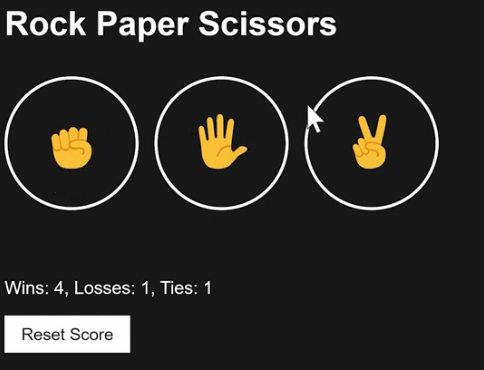 Rock Paper Scissors
Wins: 4, Losses: 1, Ties: 1
Reset Score